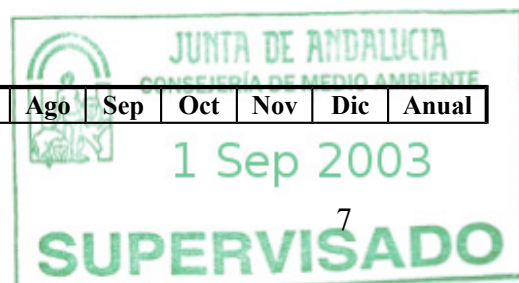 JUNTA DE ANDALUCIA
CONSEJERÍA DE MEDIO AMBIENTE
Ago Sep Oct Nov Dic Anual
1 Sep 2003
7
SUPERVISADO